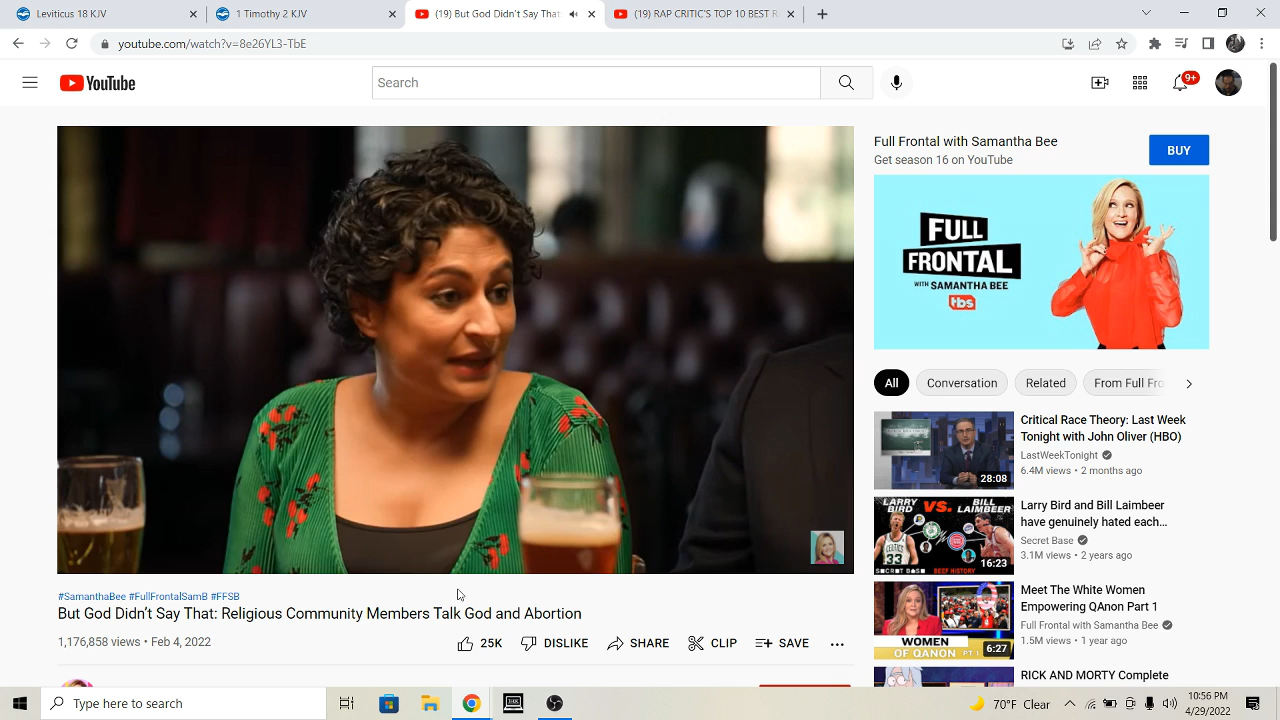 Leviticus 18 KJV
1 Timothy 2 KJV
(19) But God Didn't Say That
(19) RAP CRITIC'S TOP 10 BEST R
youtube.com/watch?v=8e26YL3-TbE
YouTube
Search
9+
Full Frontal with Samantha Bee
Get season 16 on YouTube
BUY
FULL
FRONTAL
WITH SAMANTHA BEE
tbs
All
Conversation
Related
From Full Fro
Critical Race Theory: Last Week
Tonight with John Oliver (HBO)
LastWeekTonight
6.4M views • 2 months ago
28:08
LARRY BIRD VS. BILL LAIMBEER
33
SECRET BASE
BEEF HISTORY
16:23
Larry Bird and Bill Laimbeer
have genuinely hated each...
Secret Base
3.1M views • 2 years ago
WOMEN
OF QANON PT 1
6:27
Meet The White Women
Empowering QAnon Part 1
Full Frontal with Samantha Bee
1.5M views • 1 year ago
RICK AND MORTY Complete
#SamanthaBee #FullFrontalSamB #FFSB
But God Didn't Say That: Religious Community Members Talk God and Abortion
1,176,858 views • Feb 4, 2022
25K
DISLIKE
SHARE
CLIP
SAVE
Type here to search
70°F Clear
10:56 PM
4/29/2022